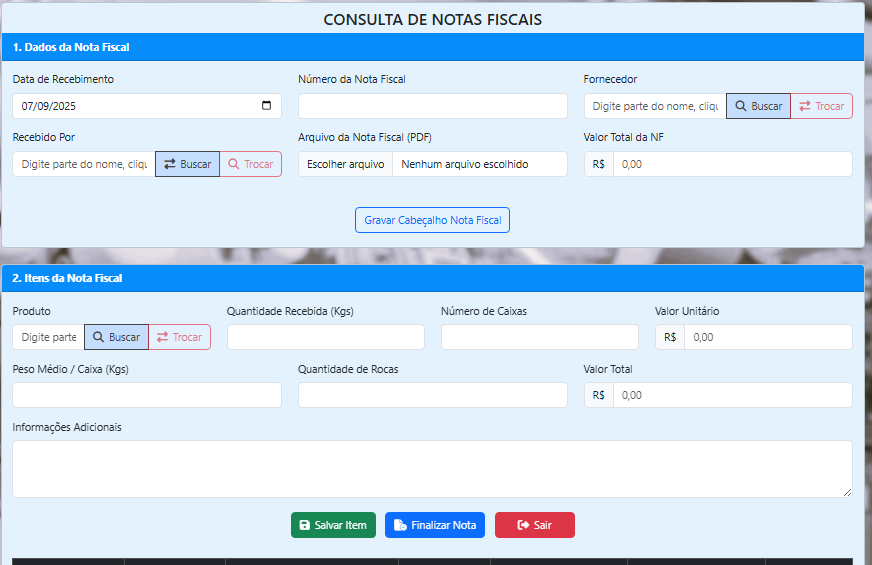 CONSULTA DE NOTAS FISCAIS
1. Dados da Nota Fiscal
Data de Recebimento Número da Nota Fiscal Fornecedor
07/09/2025 Digite parte do nome, cliqu Buscar Trocar
Recebido Por Arquivo da Nota Fiscal (PDF) Valor Total da NF
Digite parte do nome, cliqu Buscar Trocar Escolher arquivo Nenhum arquivo escolhido R$ 0,00
Gravar Cabeçalho Nota Fiscal
2. Itens da Nota Fiscal
Produto Quantidade Recebida (Kgs) Número de Caixas Valor Unitário
Digite parte Buscar Trocar R$ 0,00
Peso Médio / Caixa (Kgs) Quantidade de Rocas Valor Total
R$ 0,00
Informações Adicionais
Salvar Item Finalizar Nota Sair